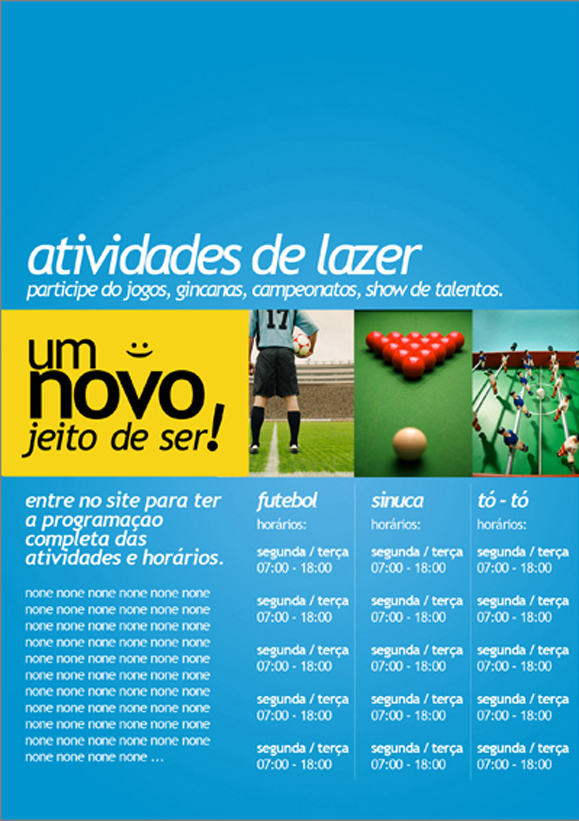 atividades de lazer
participe do jogos, gincanas, campeonatos, show de talentos.
um
novo
jeito de ser!
17
entre no site para ter
a programaçao
completa das
atividades e horários.
none none none none none none
none none none none none none
none none none none none none
none none none none none none
none none none none none none
none none none none none none
none none none none none none
none none none none none none
none none none none none none
none none none none none none
none none none none ...
futebol
horários:
segunda / terça
07:00 - 18:00
segunda / terça
07:00 - 18:00
segunda / terça
07:00 - 18:00
segunda / terça
07:00 - 18:00
segunda / terça
07:00 - 18:00
sinuca
horários:
segunda / terça
07:00 - 18:00
segunda / terça
07:00 - 18:00
segunda / terça
07:00 - 18:00
segunda / terça
07:00 - 18:00
segunda / terça
07:00 - 18:00
tó - tó
horários:
segunda / terça
07:00 - 18:00
segunda / terça
07:00 - 18:00
segunda / terça
07:00 - 18:00
segunda / terça
07:00 - 18:00
segunda / terça
07:00 - 18:00